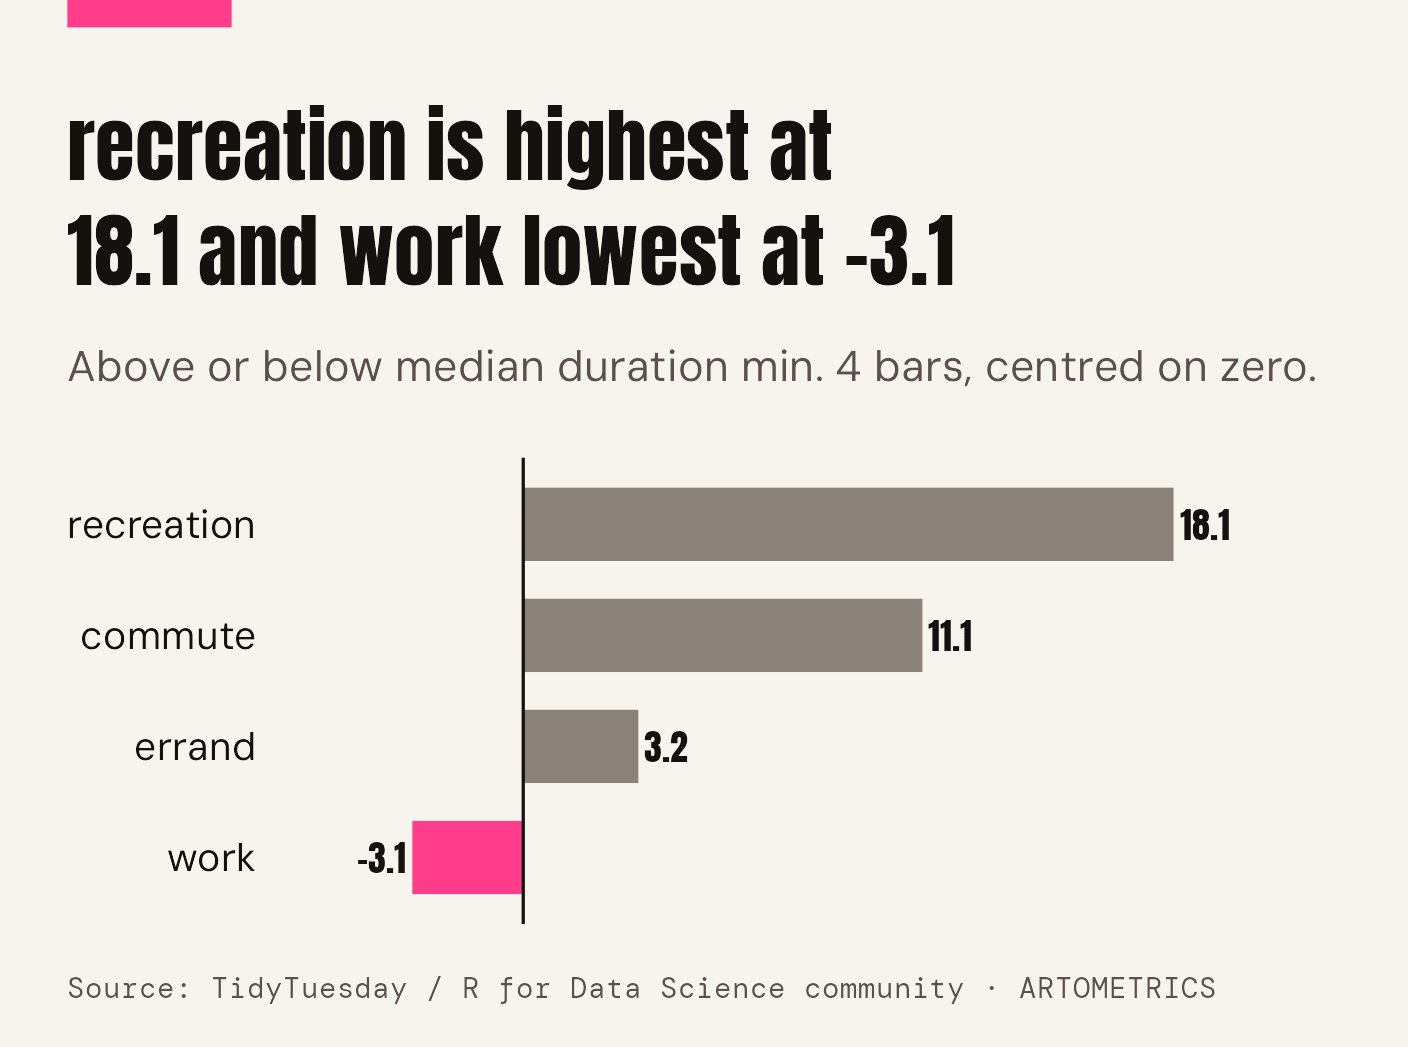 recreation is highest at
18.1 and work lowest at -3.1
Above or below median duration min. 4 bars, centred on zero.
recreation 18.1
commute 11.1
errand 3.2
work -3.1
Source: TidyTuesday / R for Data Science community · ARTOMETRICS